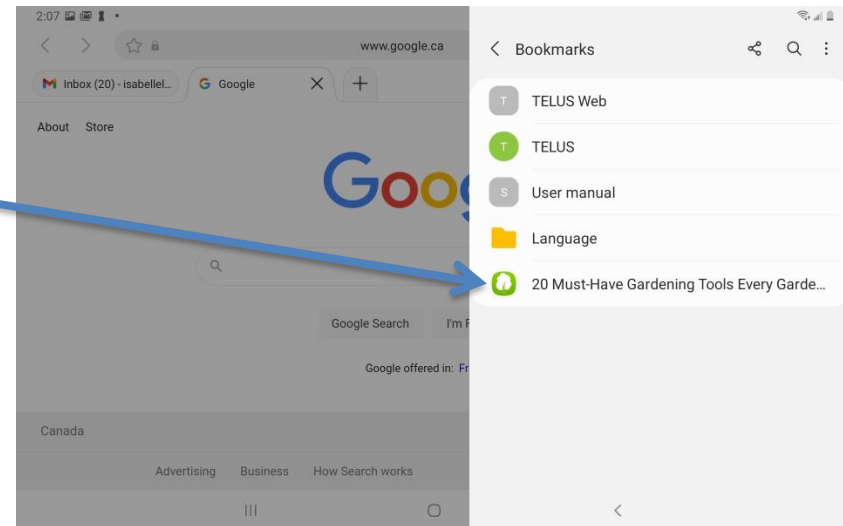 2:07
www.google.ca
Inbox (20) - isabellel...
G Google
About Store
Goog
Google Search I'm F
Google offered in: Fr
Canada
Advertising Business How Search works
Bookmarks
T TELUS Web
T TELUS
S User manual
Language
20 Must-Have Gardening Tools Every Garde...